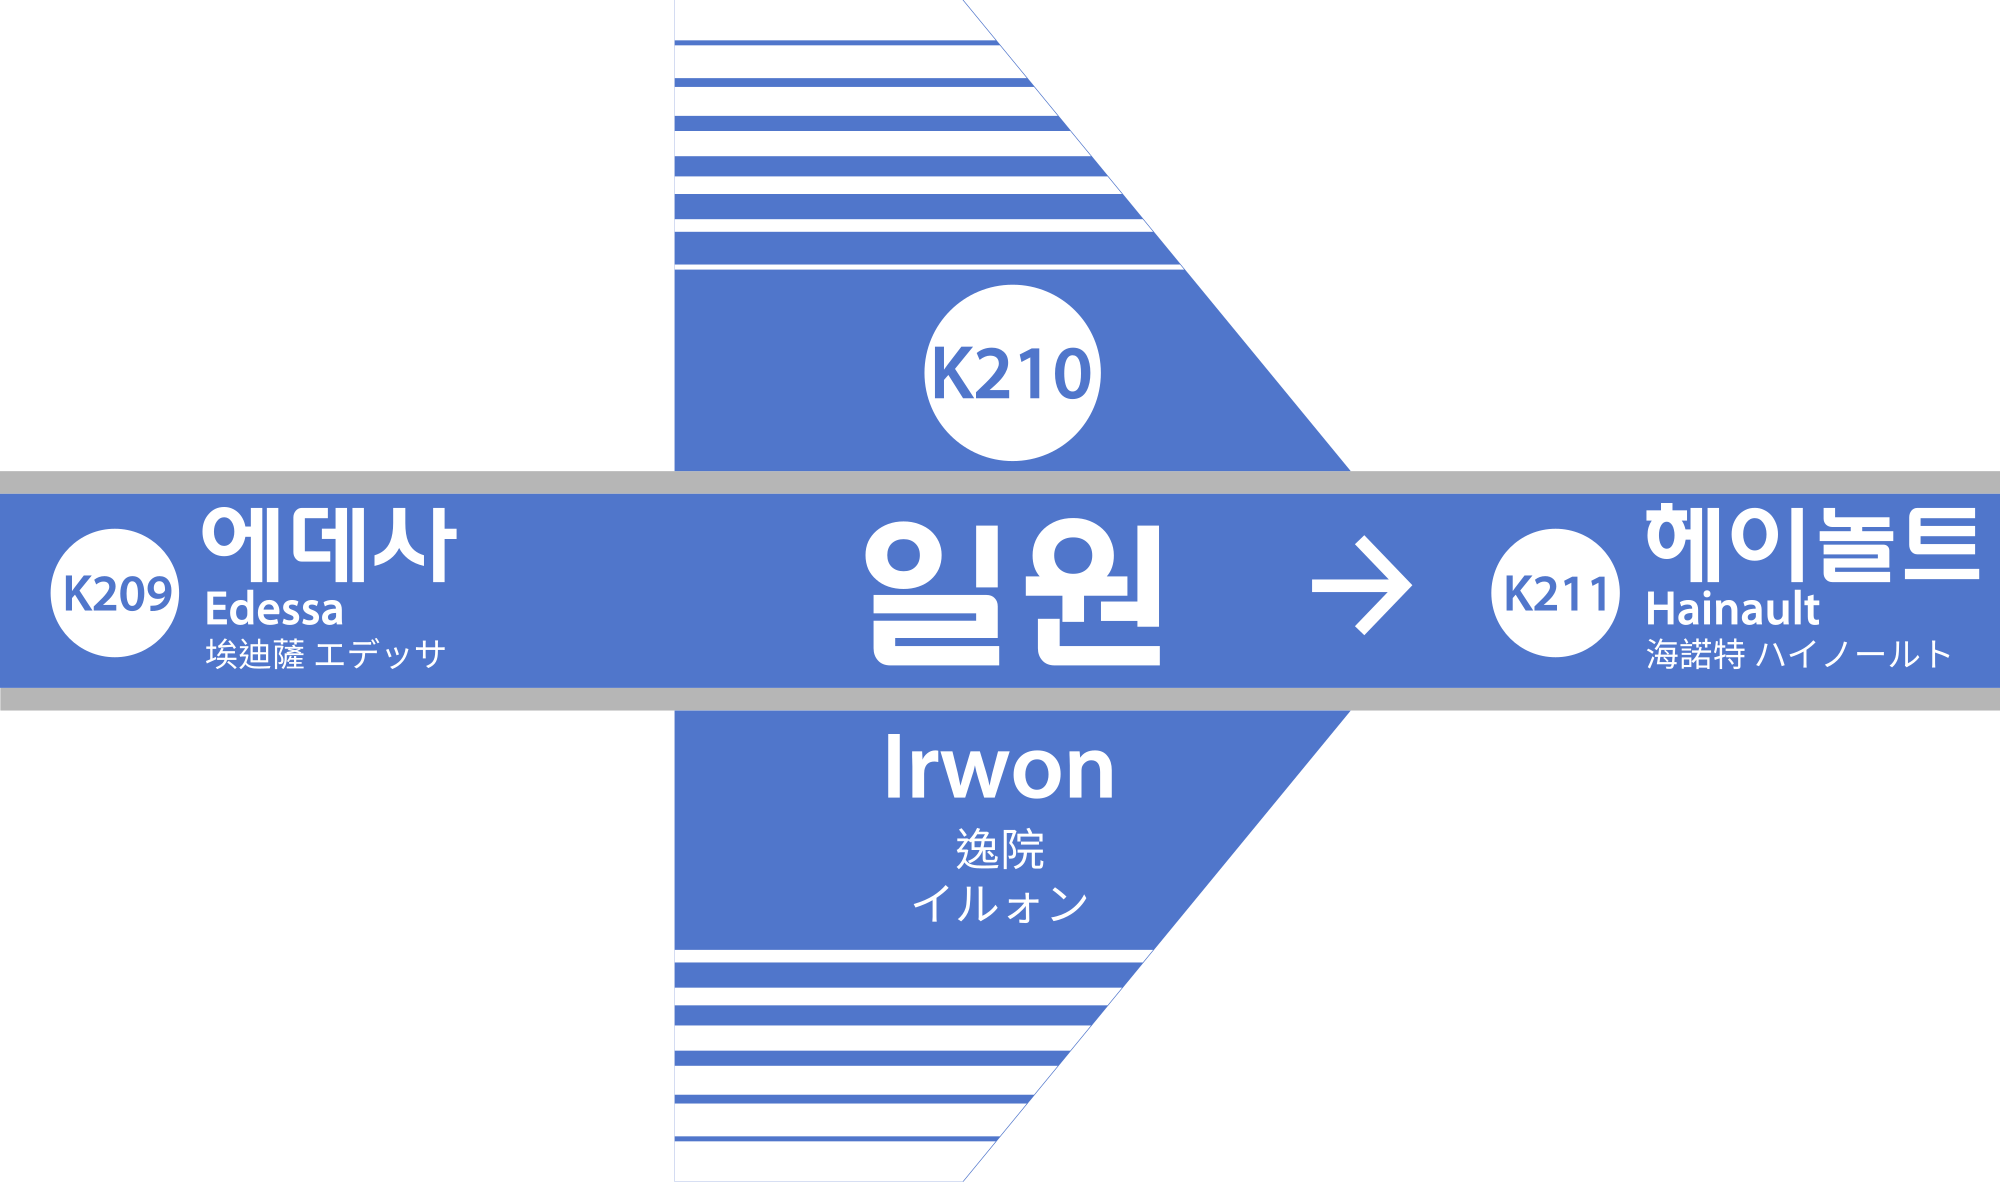 K210
K209
에데사
Edessa
埃迪薩 エデッサ
일원
→
K211
헤이놀트
Hainault
海諾特 ハイノールト
Irwon
逸院
イルォン